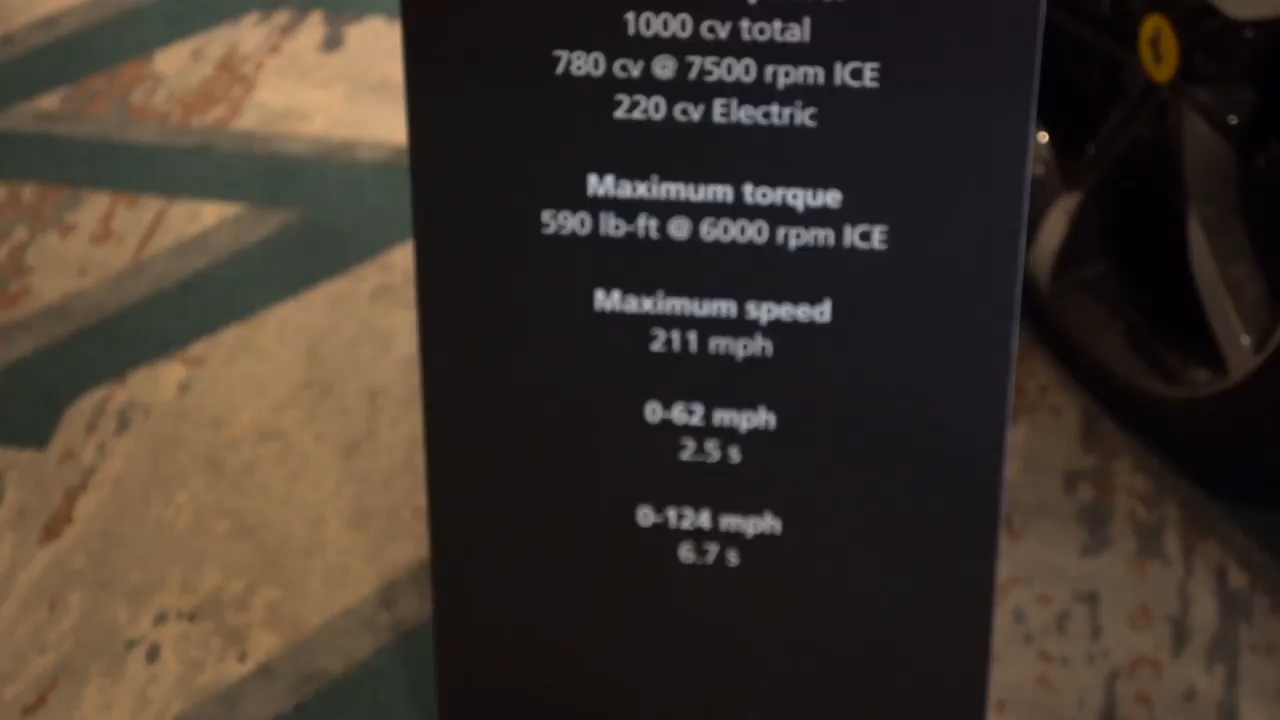 1000 cv total
780 cv @ 7500 rpm ICE
220 cv Electric
Maximum torque
590 lb-ft @ 6000 rpm ICE
Maximum speed
211 mph
0-62 mph
2.5 s
0-124 mph
6.7 s